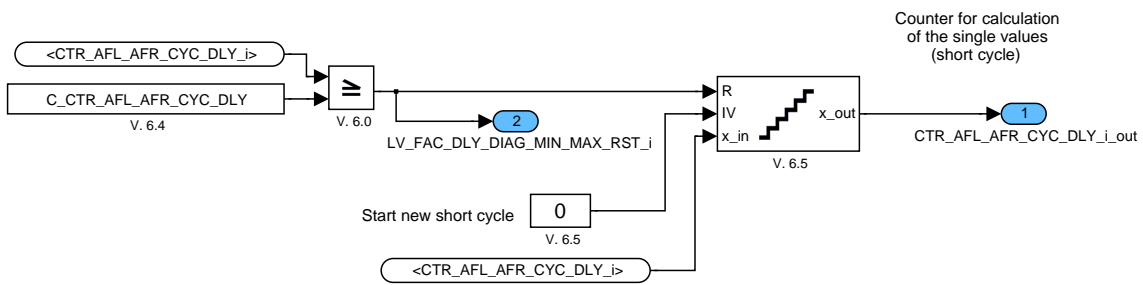 Counter for calculation
of the single values
(short cycle)
<CTR_AFL_AFR_CYC_DLY_i>
C_CTR_AFL_AFR_CYC_DLY
V. 6.4
≥
V. 6.0
2
LV_FAC_DLY_DIAG_MIN_MAX_RST_i
R
IV
x_in
x_out
V. 6.5
1
CTR_AFL_AFR_CYC_DLY_i_out
Start new short cycle
0
V. 6.5
<CTR_AFL_AFR_CYC_DLY_i>